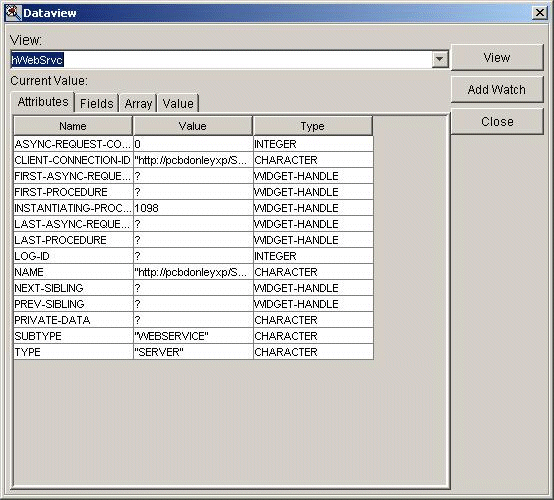 Dataview
View:
hWebSrvc
View
Current Value:
Add Watch
Attributes Fields Array Value
Close
Name Value Type
ASYNC-REQUEST-CO... 0 INTEGER
CLIENT-CONNECTION-ID "http://pcbdonleyxp/S... CHARACTER
FIRST-ASYNC-REQUE... ? WIDGET-HANDLE
FIRST-PROCEDURE ? WIDGET-HANDLE
INSTANTIATING-PROC... 1098 WIDGET-HANDLE
LAST-ASYNC-REQUE... ? WIDGET-HANDLE
LAST-PROCEDURE ? WIDGET-HANDLE
LOG-ID ? INTEGER
NAME "http://pcbdonleyxp/S... CHARACTER
NEXT-SIBLING ? WIDGET-HANDLE
PREV-SIBLING ? WIDGET-HANDLE
PRIVATE-DATA ? CHARACTER
SUBTYPE "WEBSERVICE" CHARACTER
TYPE "SERVER" CHARACTER